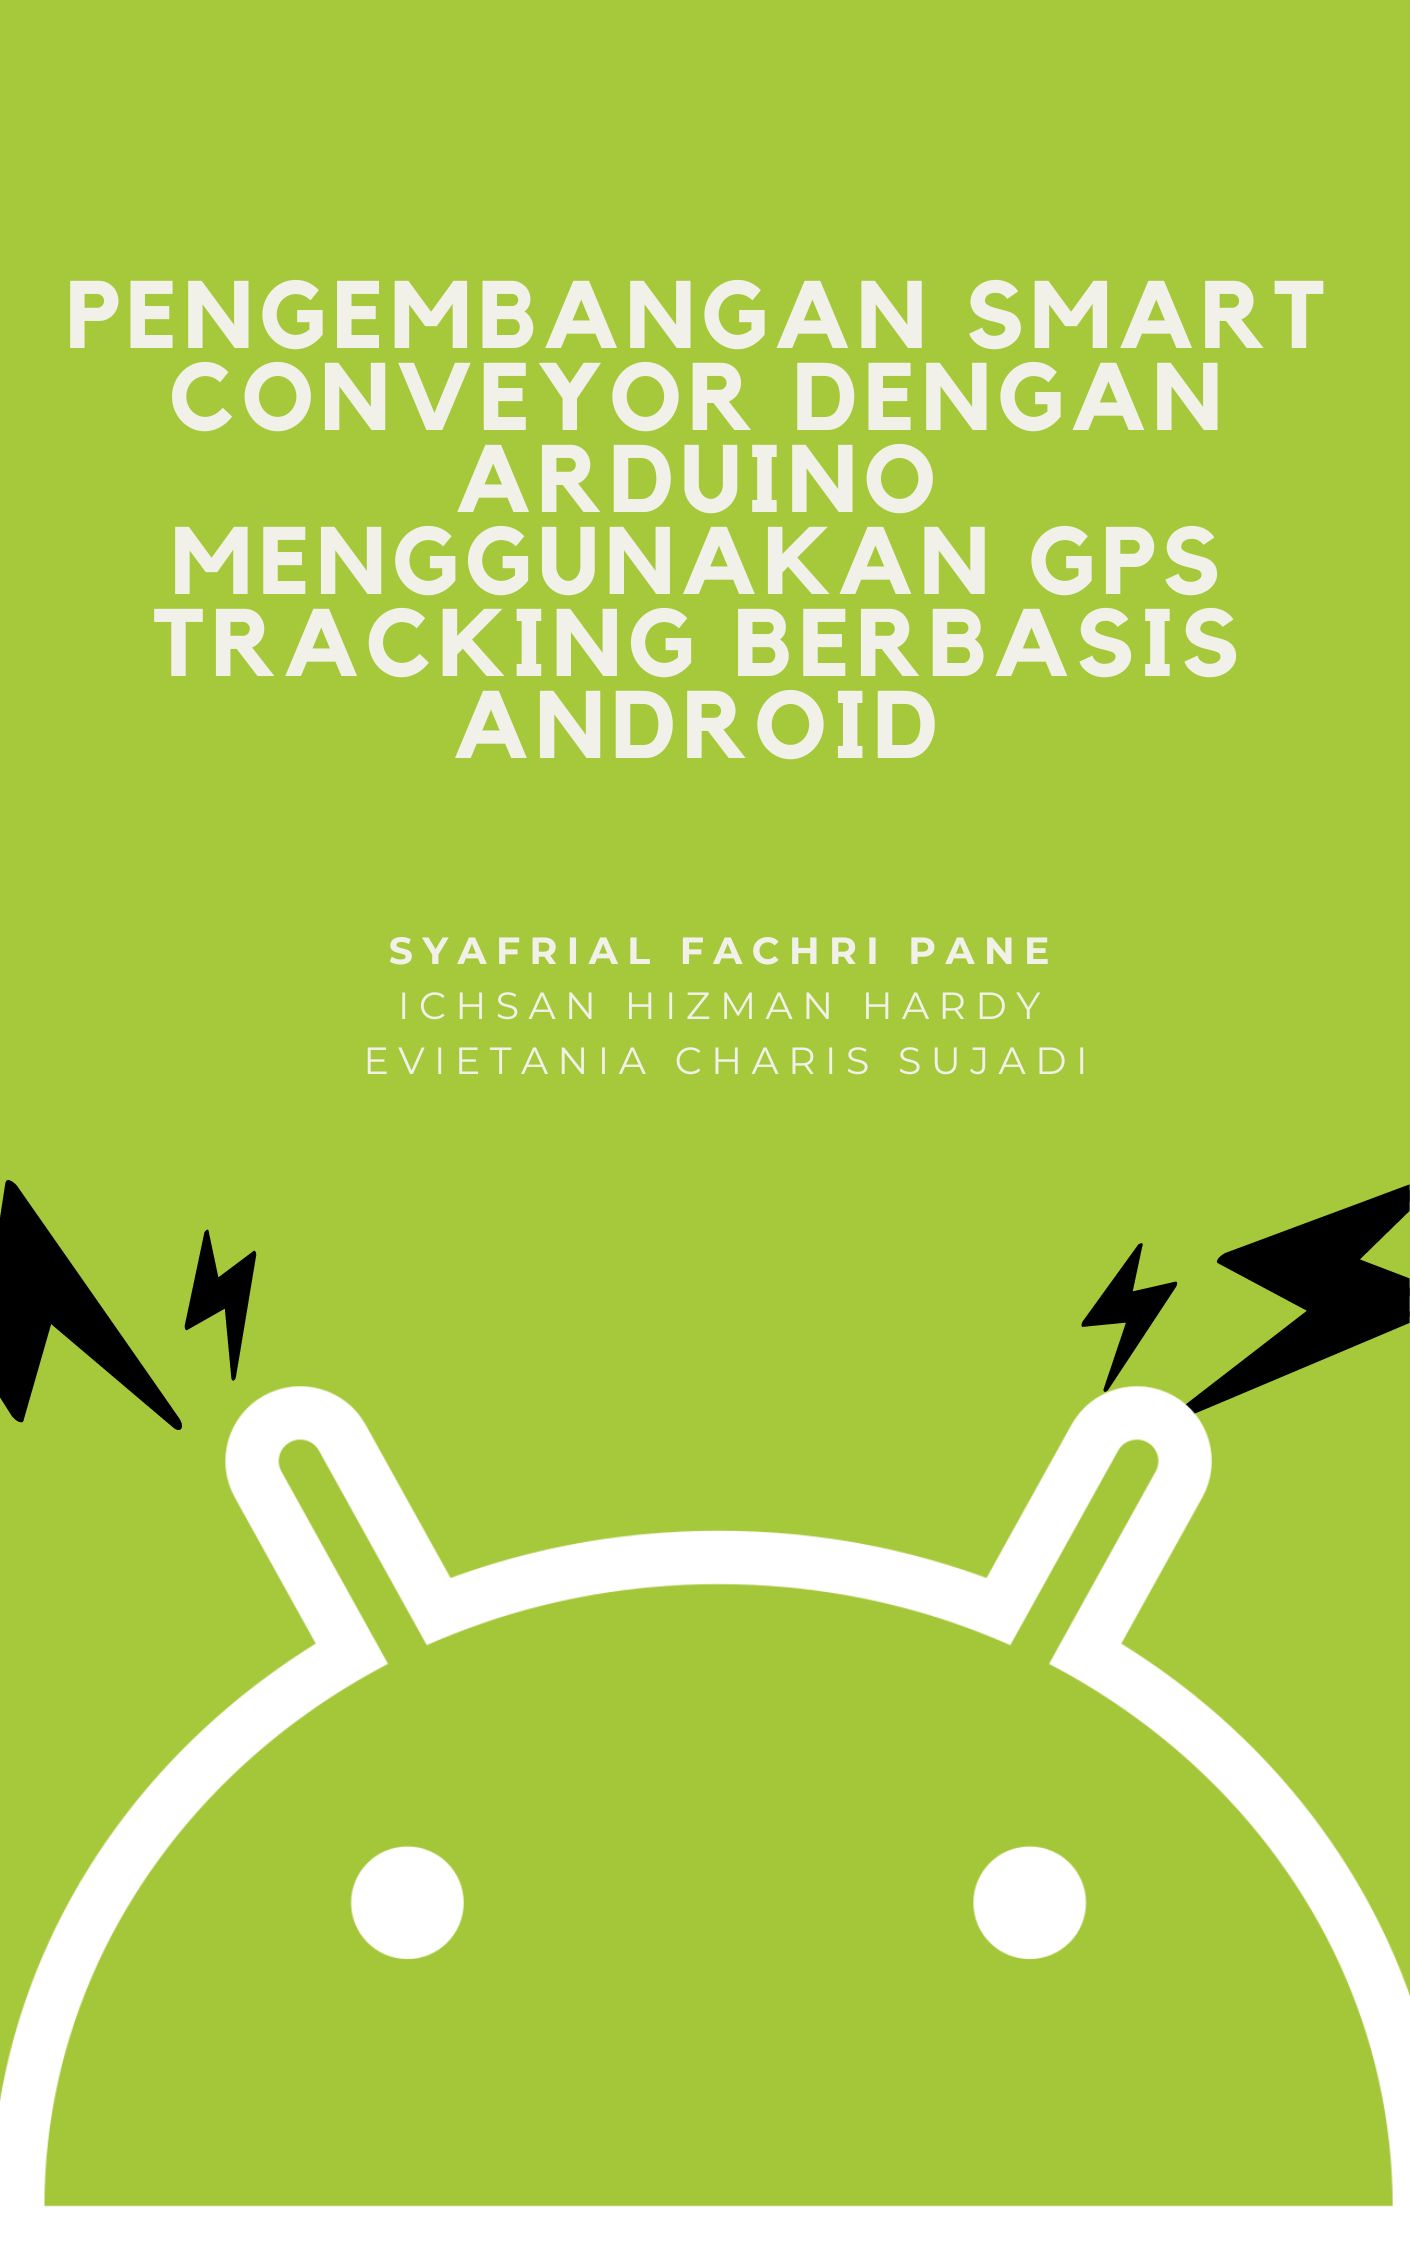 PENGEMBANGAN SMART
CONVEYOR DENGAN
ARDUINO
MENGGUNAKAN GPS
TRACKING BERBASIS
ANDROID
SYAFRIAL FACHRI PANE
ICHSAN HIZMAN HARDY
EVIETANIA CHARIS SUJADI